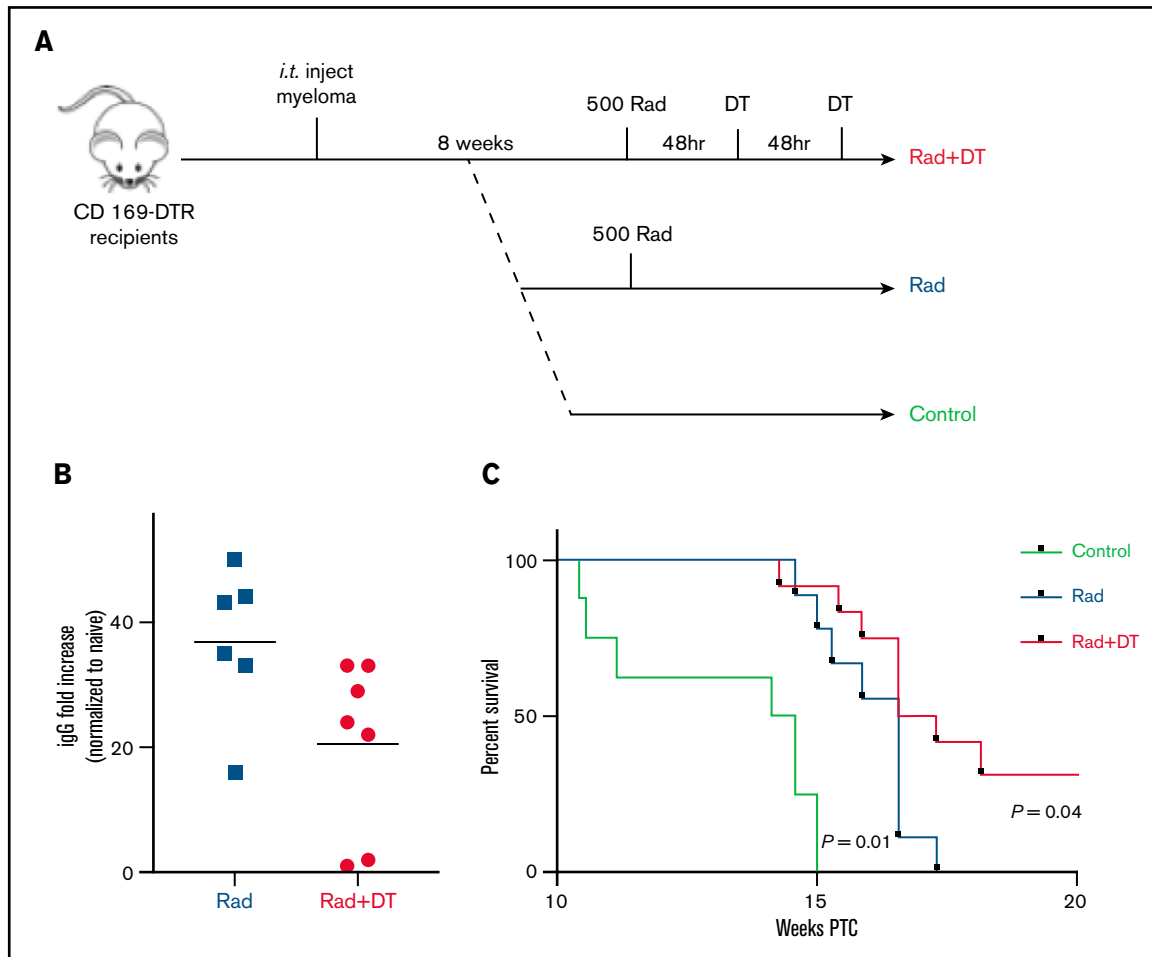 A
i.t. inject
myeloma
8 weeks
500 Rad
48hr
DT
48hr
DT
Rad+DT
CD 169-DTR
recipients
500 Rad
Rad
Control
B
igG fold increase
(normalized to naive)
40
20
0
Rad
Rad+DT
C
Percent survival
100
50
0
10
15
20
Weeks PTC
Control
Rad
Rad+DT
P = 0.01
P = 0.04